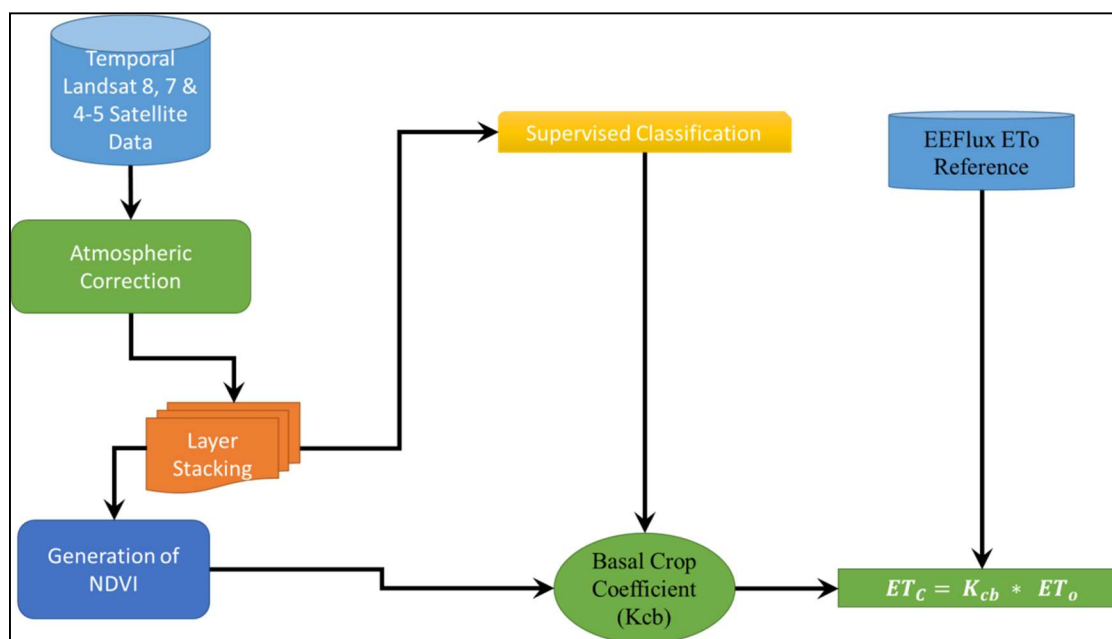 Temporal
Landsat 8, 7 &
4-5 Satellite
Data
Supervised Classification
EEFlux ETo
Reference
Atmospheric
Correction
Layer
Stacking
Generation of
NDVI
Basal Crop
Coefficient
(Kcb)
ET_C = K_cb * ET_o